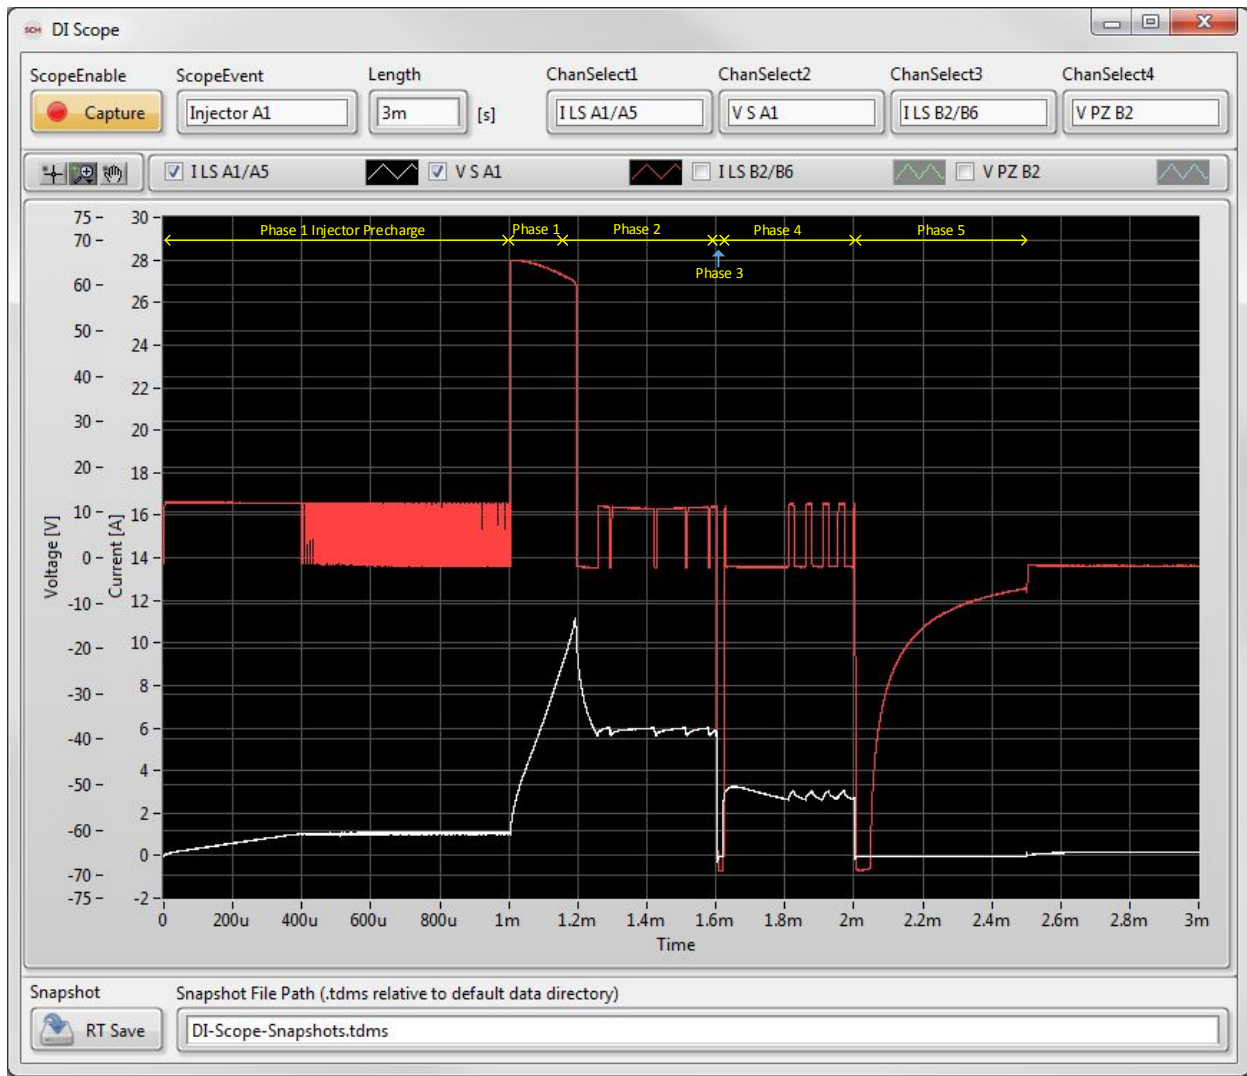 SCM DI Scope
ScopeEnable ScopeEvent Length ChanSelect1 ChanSelect2 ChanSelect3 ChanSelect4
Capture Injector A1 3m [s] I LS A1/A5 V S A1 I LS B2/B6 V PZ B2
I LS A1/A5 V S A1 I LS B2/B6 V PZ B2
Phase 1 Injector Precharge Phase 1 Phase 2 Phase 4 Phase 5
Phase 3
Voltage [V]
75
70
60
50
40
30
20
10
0
-10
-20
-30
-40
-50
-60
-70
-75
Current [A]
30
28
26
24
22
20
18
16
14
12
10
8
6
4
2
0
-2
0 200u 400u 600u 800u 1m 1.2m 1.4m 1.6m 1.8m 2m 2.2m 2.4m 2.6m 2.8m 3m
Time
Snapshot Snapshot File Path (.tdms relative to default data directory)
RT Save DI-Scope-Snapshots.tdms